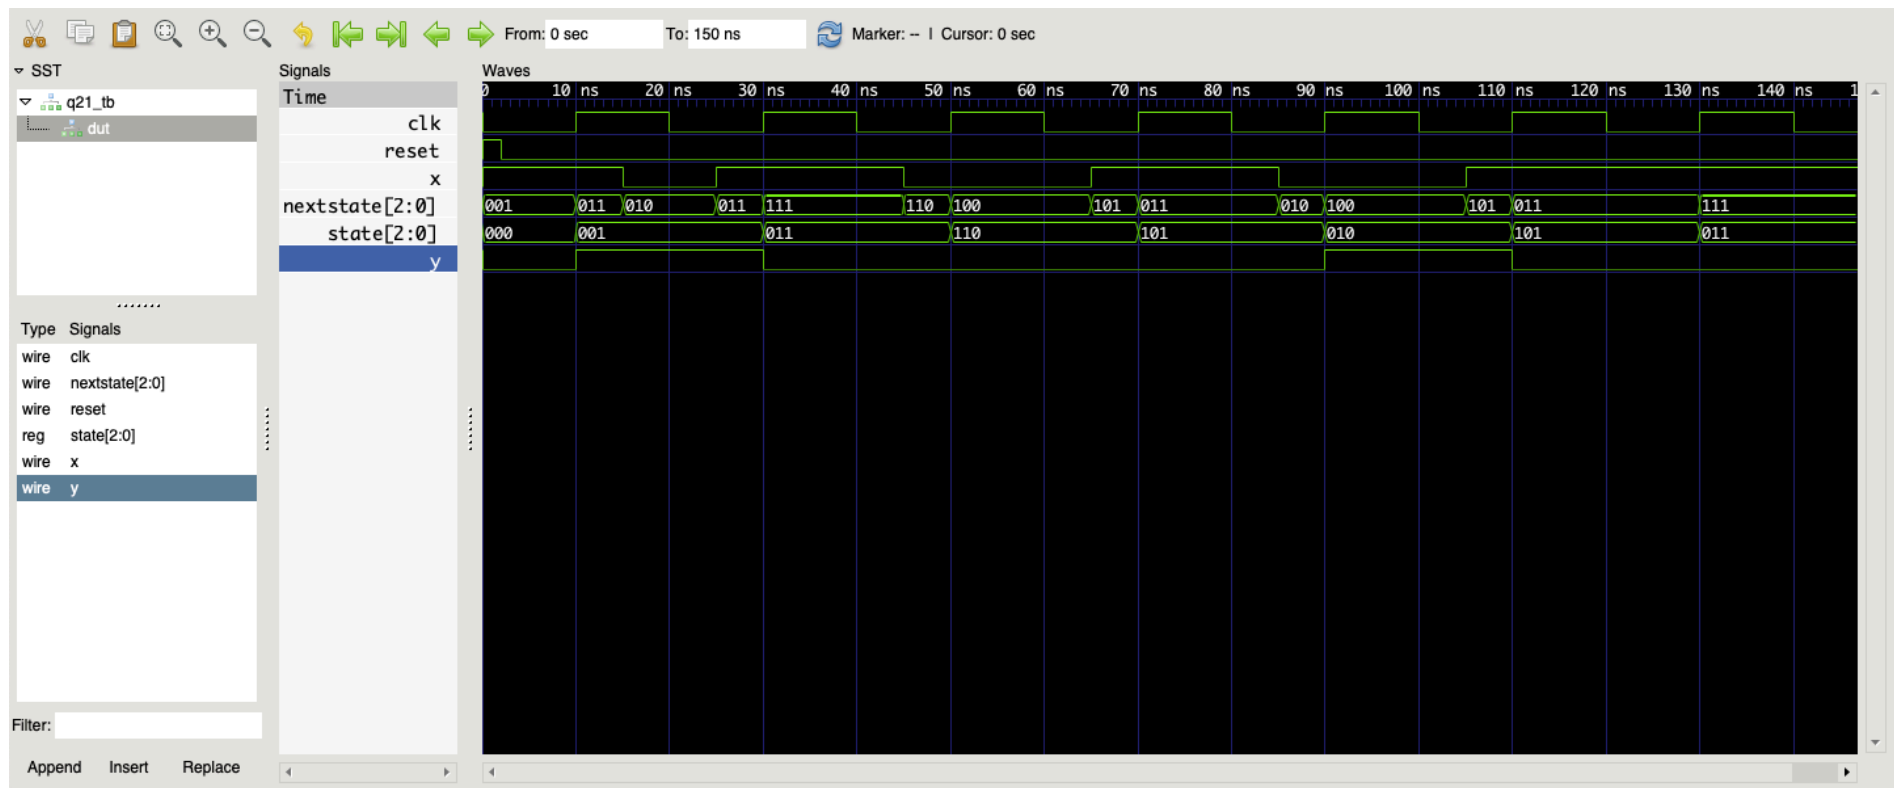 From: 0 sec To: 150 ns Marker: -- | Cursor: 0 sec
SST
q21_tb
dut
Type Signals
wire clk
wire nextstate[2:0]
wire reset
reg state[2:0]
wire x
wire y
Filter:
Append Insert Replace
Signals
Time
clk
reset
x
nextstate[2:0]
state[2:0]
y
Waves
0 10 ns 20 ns 30 ns 40 ns 50 ns 60 ns 70 ns 80 ns 90 ns 100 ns 110 ns 120 ns 130 ns 140 ns 1
001 011 010 011 111 110 100 101 011 010 100 101 011 111
000 001 011 110 101 010 101 011